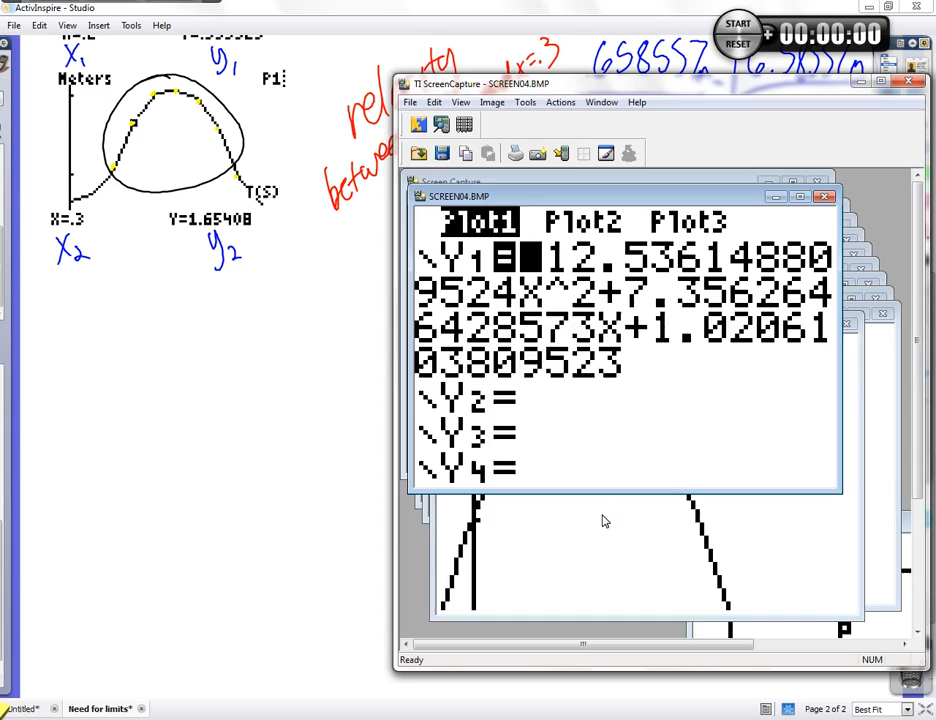 ActivInspire - Studio
File Edit View Insert Tools Help
START
RESET
00:00:00
X1 y1
Meters P1:
T(S)
X=.3 Y=1.65408
X2 y2
x=.3
TI ScreenCapture - SCREEN04.BMP
File Edit View Image Tools Actions Window Help
Screen Capture
SCREEN04.BMP
Plot1 Plot2 Plot3
\Y1=■12.53614880
9524X^2+7.356264
6428573X+1.02061
03809523
\Y2=
\Y3=
\Y4=
Ready NUM
Untitled* Need for limits* Page 2 of 2 Best Fit